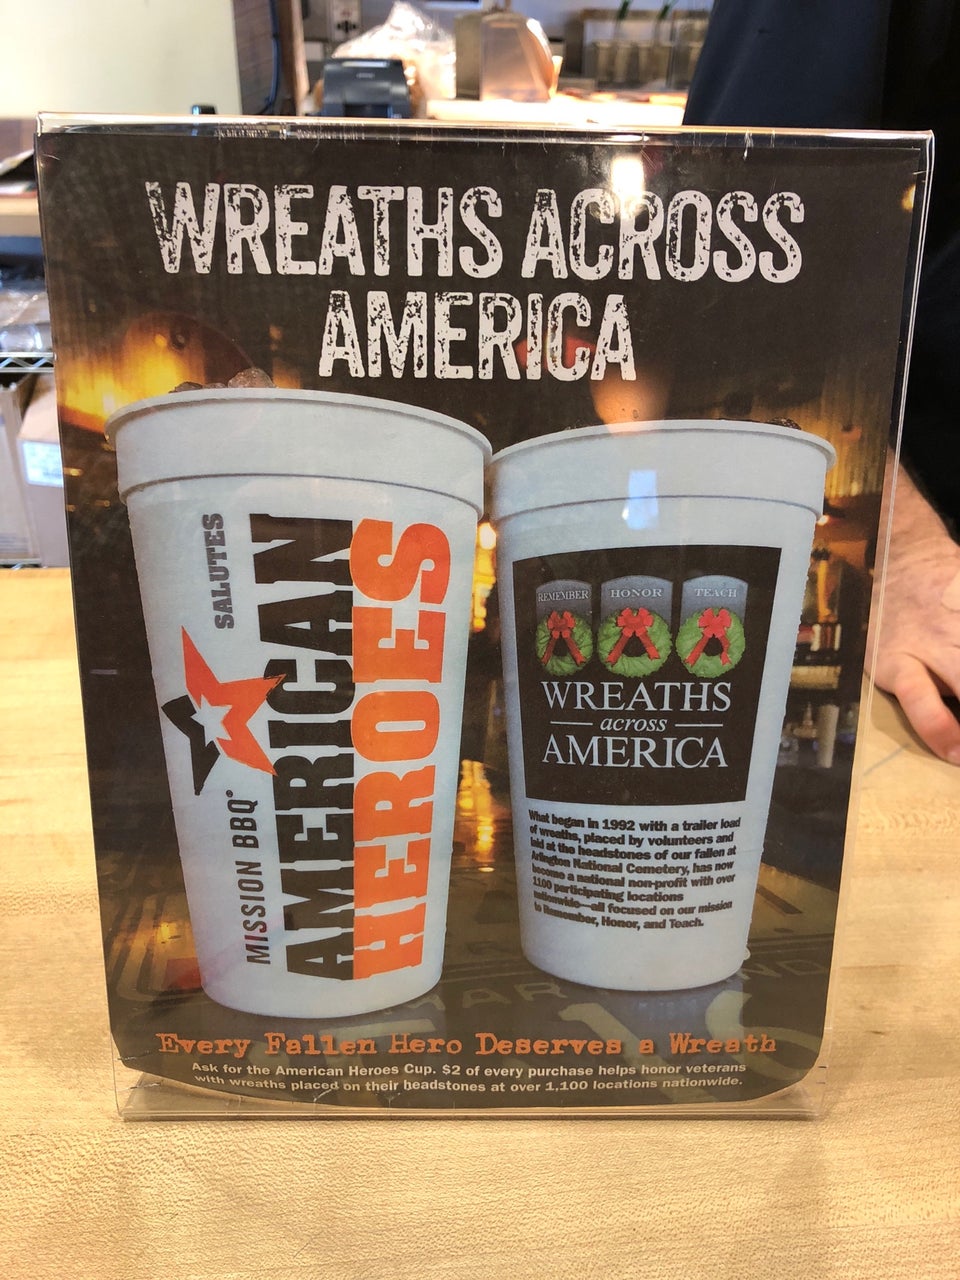 WREATHS ACROSS
AMERICA
SALUTES
MISSION BBQ®
AMERICAN
HEROES
REMEMBER HONOR TEACH
WREATHS
across
AMERICA
What began in 1992 with a trailer load
of wreaths, placed by volunteers and
laid at the headstones of our fallen at
Arlington National Cemetery, has now
become a national non-profit with over
1100 participating locations
nationwide—all focused on our mission
to Remember, Honor, and Teach.
Every Fallen Hero Deserves a Wreath
Ask for the American Heroes Cup. $2 of every purchase helps honor veterans
with wreaths placed on their headstones at over 1,100 locations nationwide.